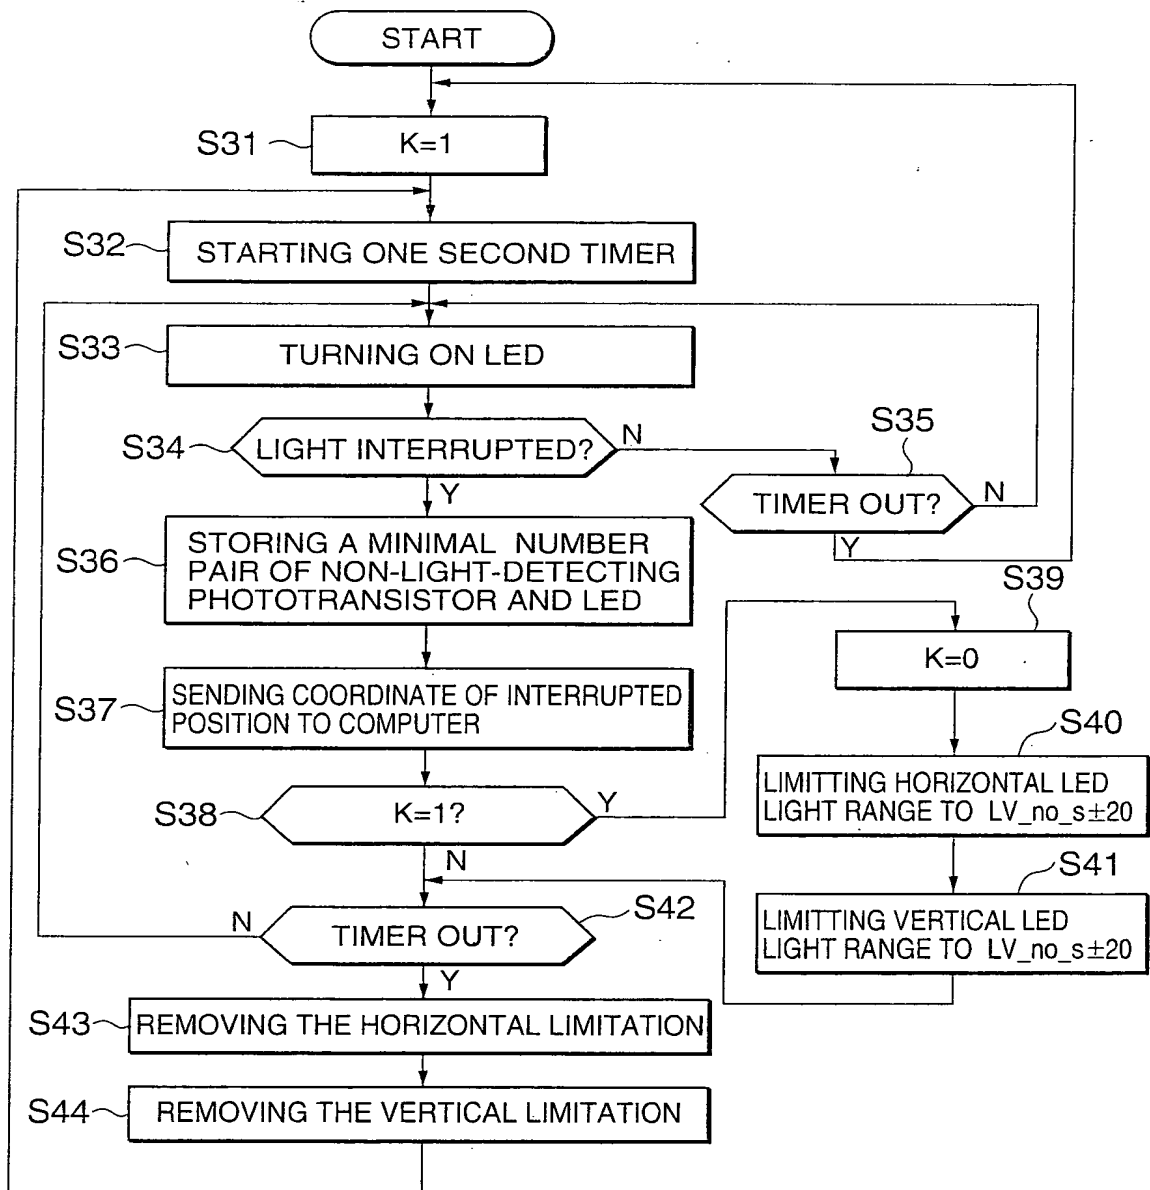 START
S31
K=1
S32
STARTING ONE SECOND TIMER
S33
TURNING ON LED
S34
LIGHT INTERRUPTED?
N
Y
S35
TIMER OUT?
N
Y
S36
STORING A MINIMAL NUMBER
PAIR OF NON-LIGHT-DETECTING
PHOTOTRANSISTOR AND LED
S39
K=0
S37
SENDING COORDINATE OF INTERRUPTED
POSITION TO COMPUTER
S40
LIMITTING HORIZONTAL LED
LIGHT RANGE TO LV_no_s±20
S38
K=1?
Y
N
S41
LIMITTING VERTICAL LED
LIGHT RANGE TO LV_no_s±20
S42
TIMER OUT?
N
Y
S43
REMOVING THE HORIZONTAL LIMITATION
S44
REMOVING THE VERTICAL LIMITATION